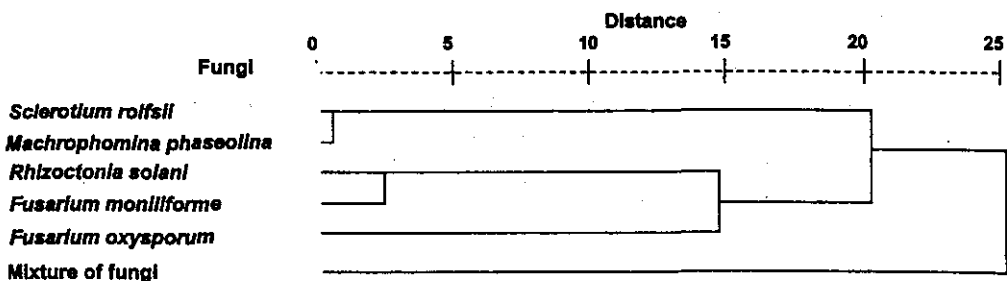 Distance
0 5 10 15 20 25
Fungi
Sclerotium rolfsii
Machrophomina phaseolina
Rhizoctonia solani
Fusarium moniliforme
Fusarium oxysporum
Mixture of fungi